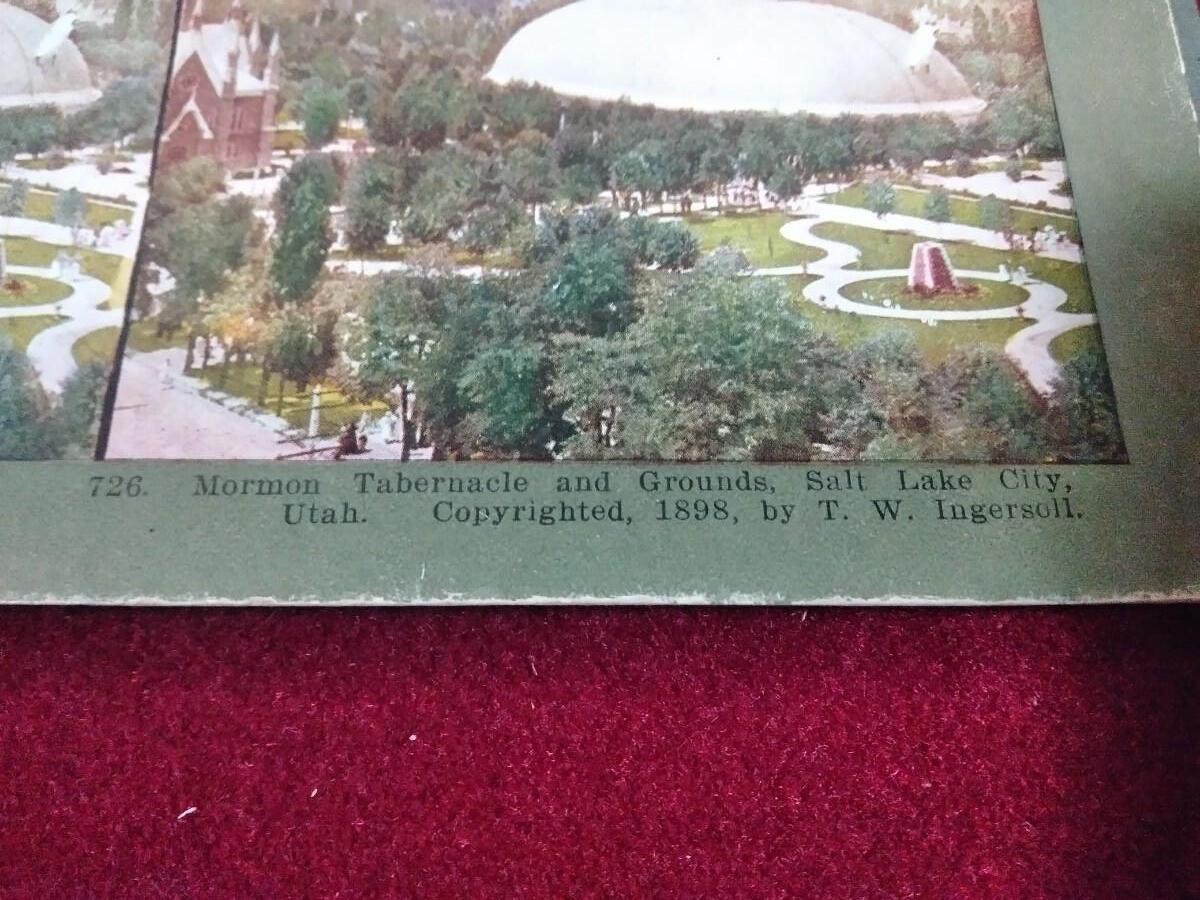 726. Mormon Tabernacle and Grounds, Salt Lake City,
Utah. Copyrighted, 1898, by T. W. Ingersoll.